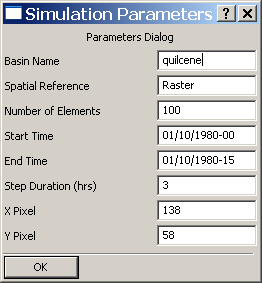 Simulation Parameters ? X
Parameters Dialog
Basin Name quilcene
Spatial Reference Raster
Number of Elements 100
Start Time 01/10/1980-00
End Time 01/10/1980-15
Step Duration (hrs) 3
X Pixel 138
Y Pixel 58
OK